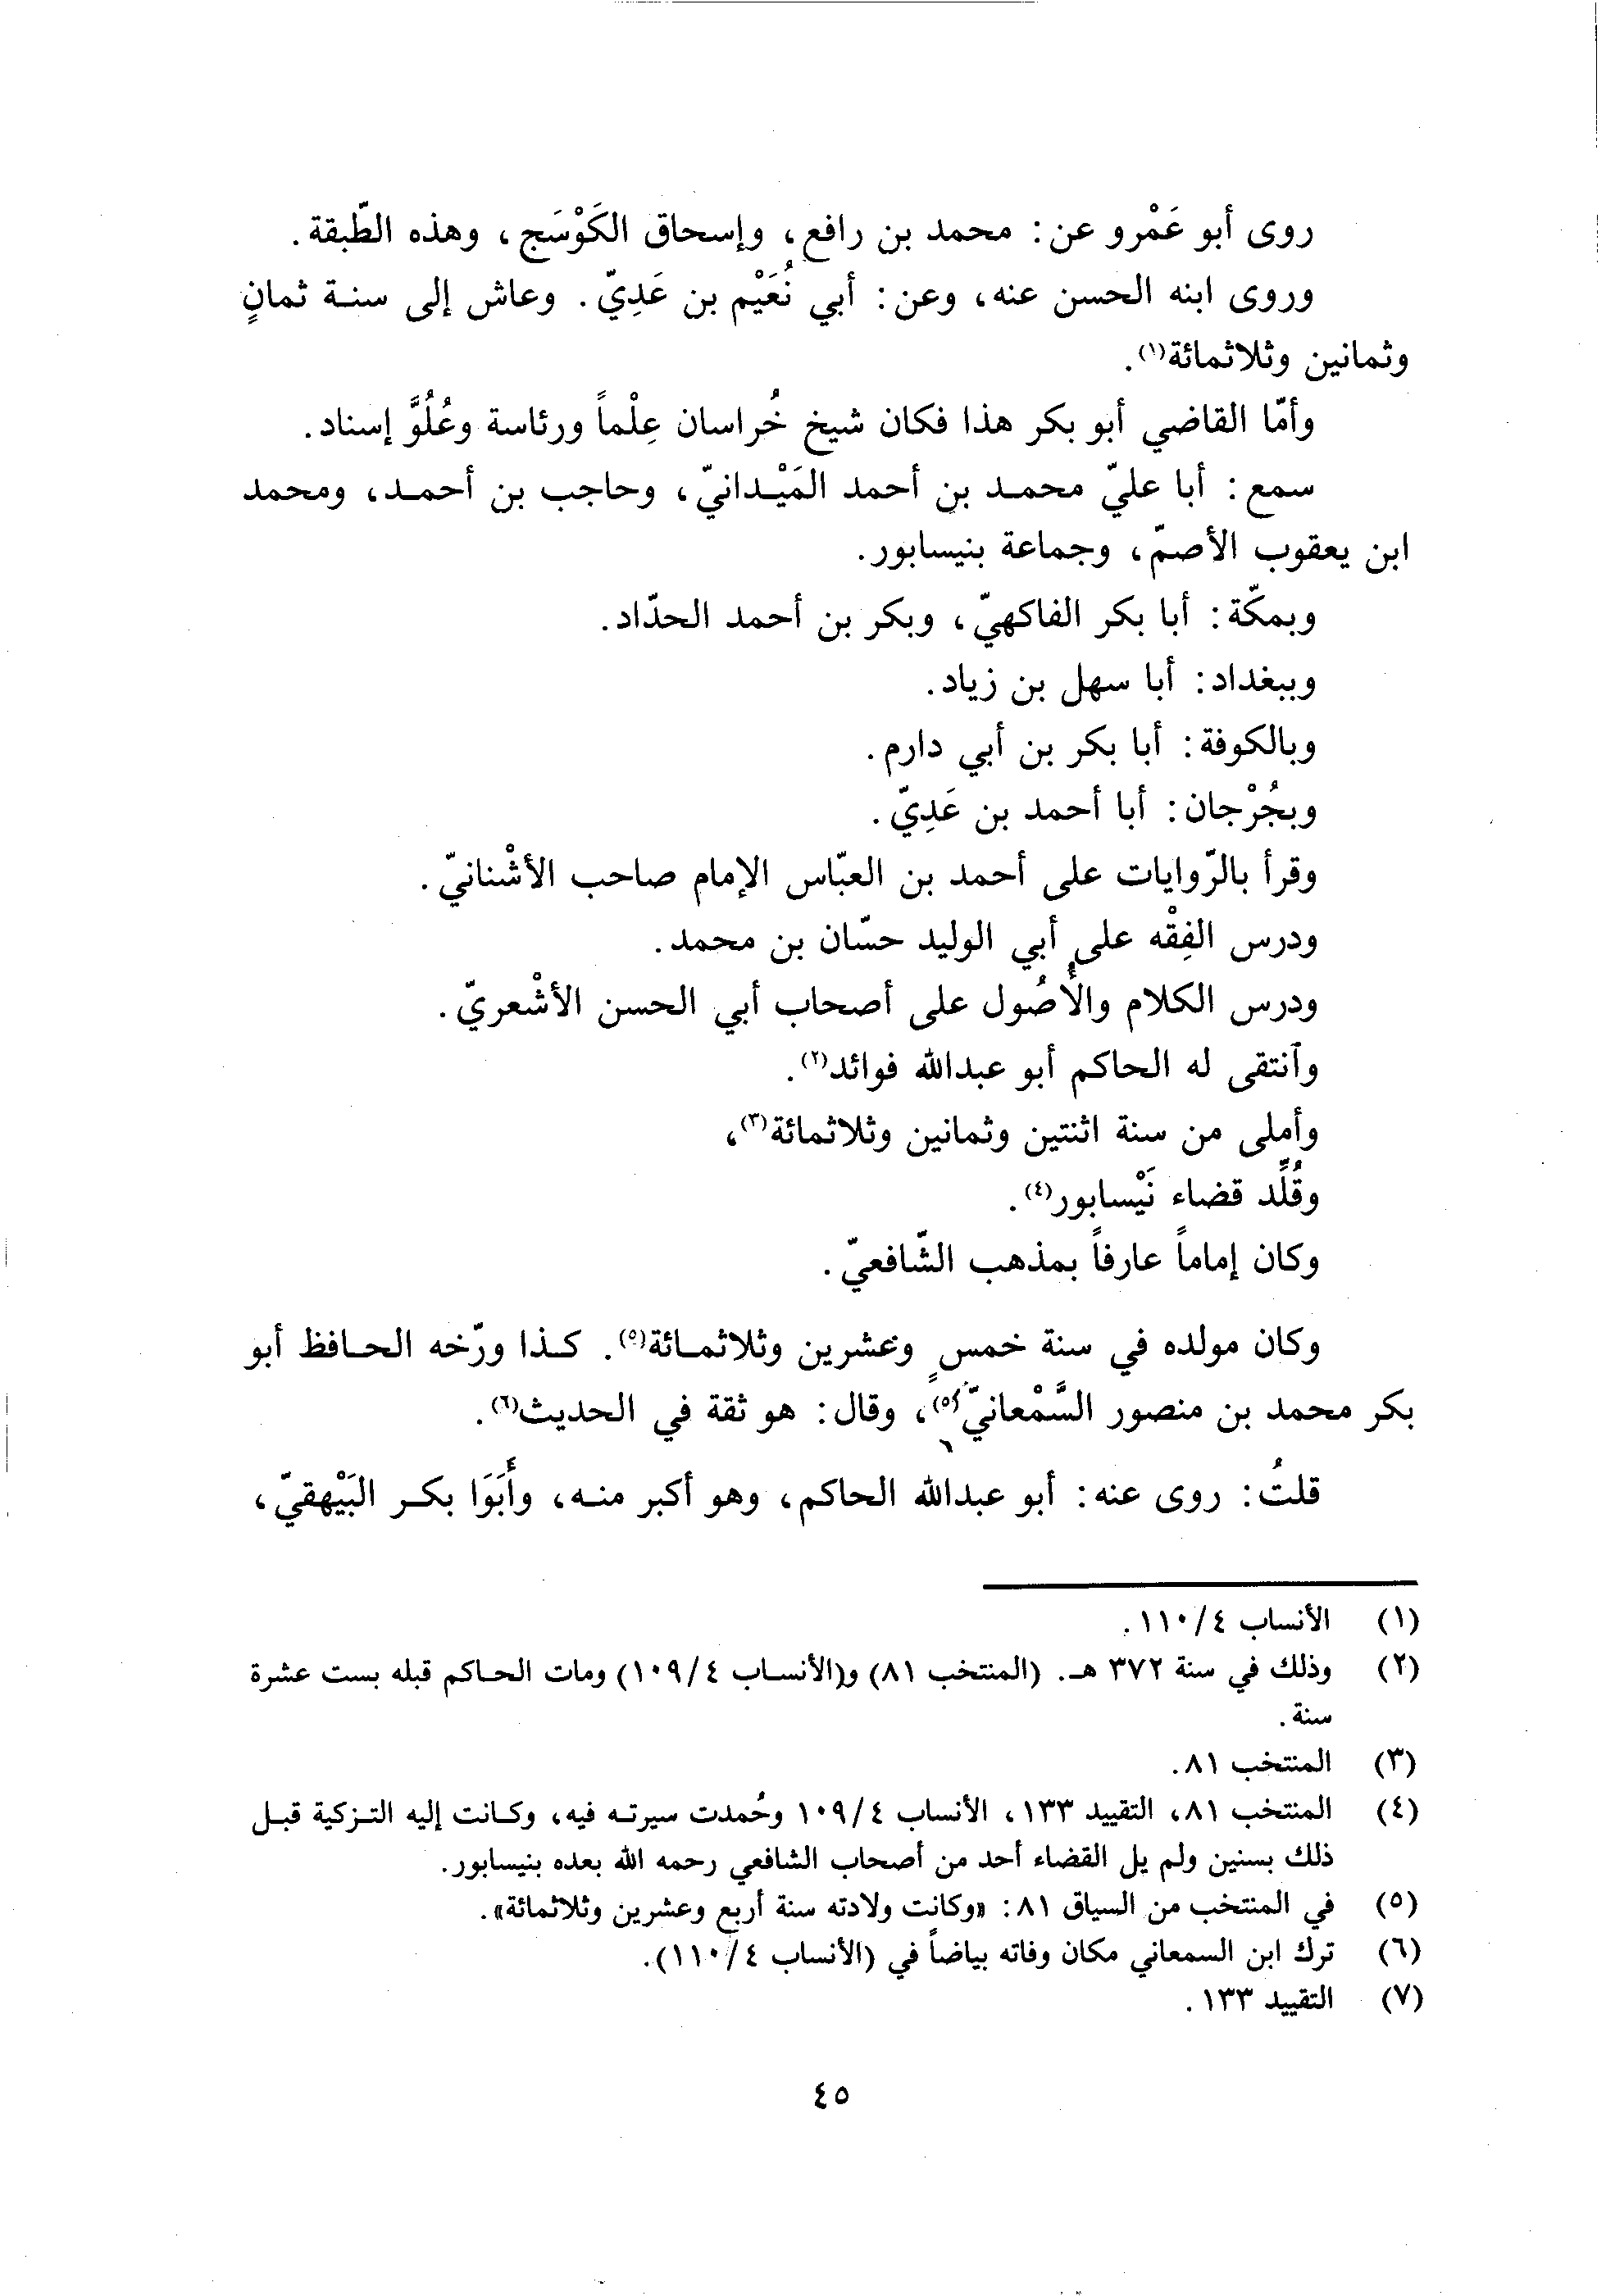 روى أبو عَمْرو عن: محمد بن رافع، وإسحاق الكَوْسَج، وهذه الطّبقة.
وروى ابنه الحسن عنه، وعن: أبي نُعَيْم بن عَدِيّ. وعاش إلى سنة ثمانٍ
وثمانين وثلاثمائة(١).
وأمّا القاضي أبو بكر هذا فكان شيخ خُراسان عِلْماً ورئاسة وعُلُوَّ إسناد.
سمع: أبا عليّ محمد بن أحمد المَيْدانيّ، وحاجب بن أحمد، ومحمد
ابن يعقوب الأصمّ، وجماعة بنيسابور.
وبمكّة: أبا بكر الفاكهيّ، وبكر بن أحمد الحدّاد.
وببغداد: أبا سهل بن زياد.
وبالكوفة: أبا بكر بن أبي دارم.
وبجُرْجان: أبا أحمد بن عَدِيّ.
وقرأ بالرّوايات على أحمد بن العبّاس الإمام صاحب الأشْنانيّ.
ودرس الفِقْه على أبي الوليد حسّان بن محمد.
ودرس الكلام والأُصُول على أصحاب أبي الحسن الأشْعريّ.
وٱنتقى له الحاكم أبو عبدالله فوائد(٢).
وأملى من سنة اثنتين وثمانين وثلاثمائة(٣)،
وقُلِّد قضاء نَيْسابور(٤).
وكان إماماً عارفاً بمذهب الشّافعيّ.
وكان مولده في سنة خمسٍ وعشرين وثلاثمائة(٥). كذا ورّخه الحافظ أبو
بكر محمد بن منصور السَّمْعانيّ(٥)، وقال: هو ثقة في الحديث(٦).
قلتُ: روى عنه: أبو عبدالله الحاكم، وهو أكبر منه، وأَبَوَا بكر البَيْهقيّ،
(١) الأنساب ٤/١١٠.
(٢) وذلك في سنة ٣٧٢ هـ. (المنتخب ٨١) و(الأنساب ٤/١٠٩) ومات الحاكم قبله بست عشرة
سنة.
(٣) المنتخب ٨١.
(٤) المنتخب ٨١، التقييد ١٣٣، الأنساب ٤/١٠٩ وحُمدت سيرته فيه، وكانت إليه التزكية قبل
ذلك بسنين ولم يل القضاء أحد من أصحاب الشافعي رحمه الله بعده بنيسابور.
(٥) في المنتخب من السياق ٨١: «وكانت ولادته سنة أربع وعشرين وثلاثمائة».
(٦) ترك ابن السمعاني مكان وفاته بياضاً في (الأنساب ٤/١١٠).
(٧) التقييد ١٣٣.
٤٥